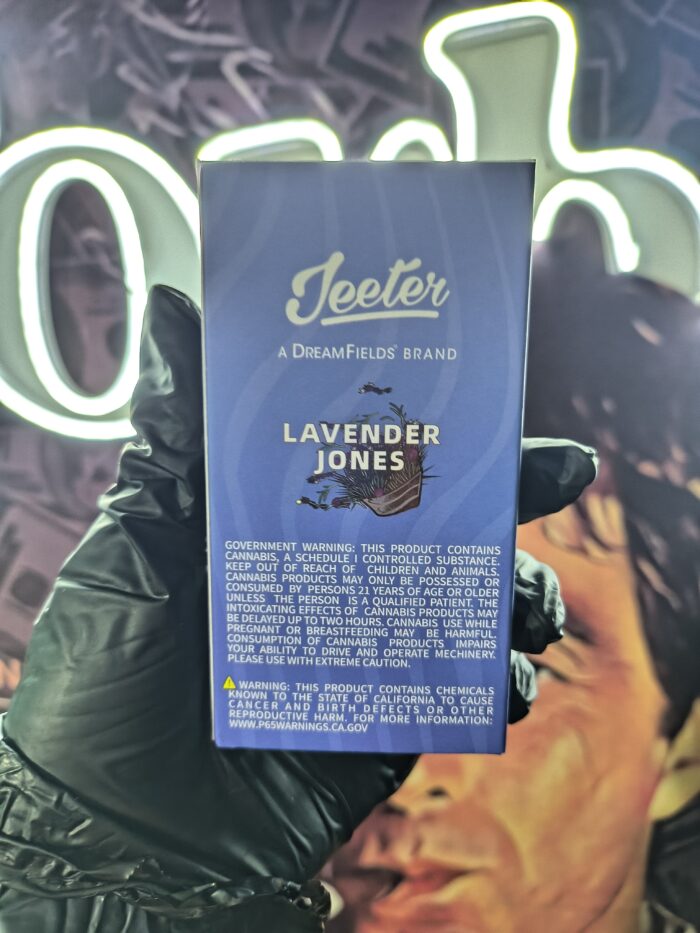 Jeeter
A DREAMFIELDS® BRAND
LAVENDER
JONES
GOVERNMENT WARNING: THIS PRODUCT CONTAINS
CANNABIS, A SCHEDULE I CONTROLLED SUBSTANCE.
KEEP OUT OF REACH OF CHILDREN AND ANIMALS.
CANNABIS PRODUCTS MAY ONLY BE POSSESSED OR
CONSUMED BY PERSONS 21 YEARS OF AGE OR OLDER
UNLESS THE PERSON IS A QUALIFIED PATIENT. THE
INTOXICATING EFFECTS OF CANNABIS PRODUCTS MAY
BE DELAYED UP TO TWO HOURS. CANNABIS USE WHILE
PREGNANT OR BREASTFEEDING MAY BE HARMFUL.
CONSUMPTION OF CANNABIS PRODUCTS IMPAIRS
YOUR ABILITY TO DRIVE AND OPERATE MECHINERY.
PLEASE USE WITH EXTREME CAUTION.
WARNING: THIS PRODUCT CONTAINS CHEMICALS
KNOWN TO THE STATE OF CALIFORNIA TO CAUSE
CANCER AND BIRTH DEFECTS OR OTHER
REPRODUCTIVE HARM. FOR MORE INFORMATION:
WWW.P65WARNINGS.CA.GOV